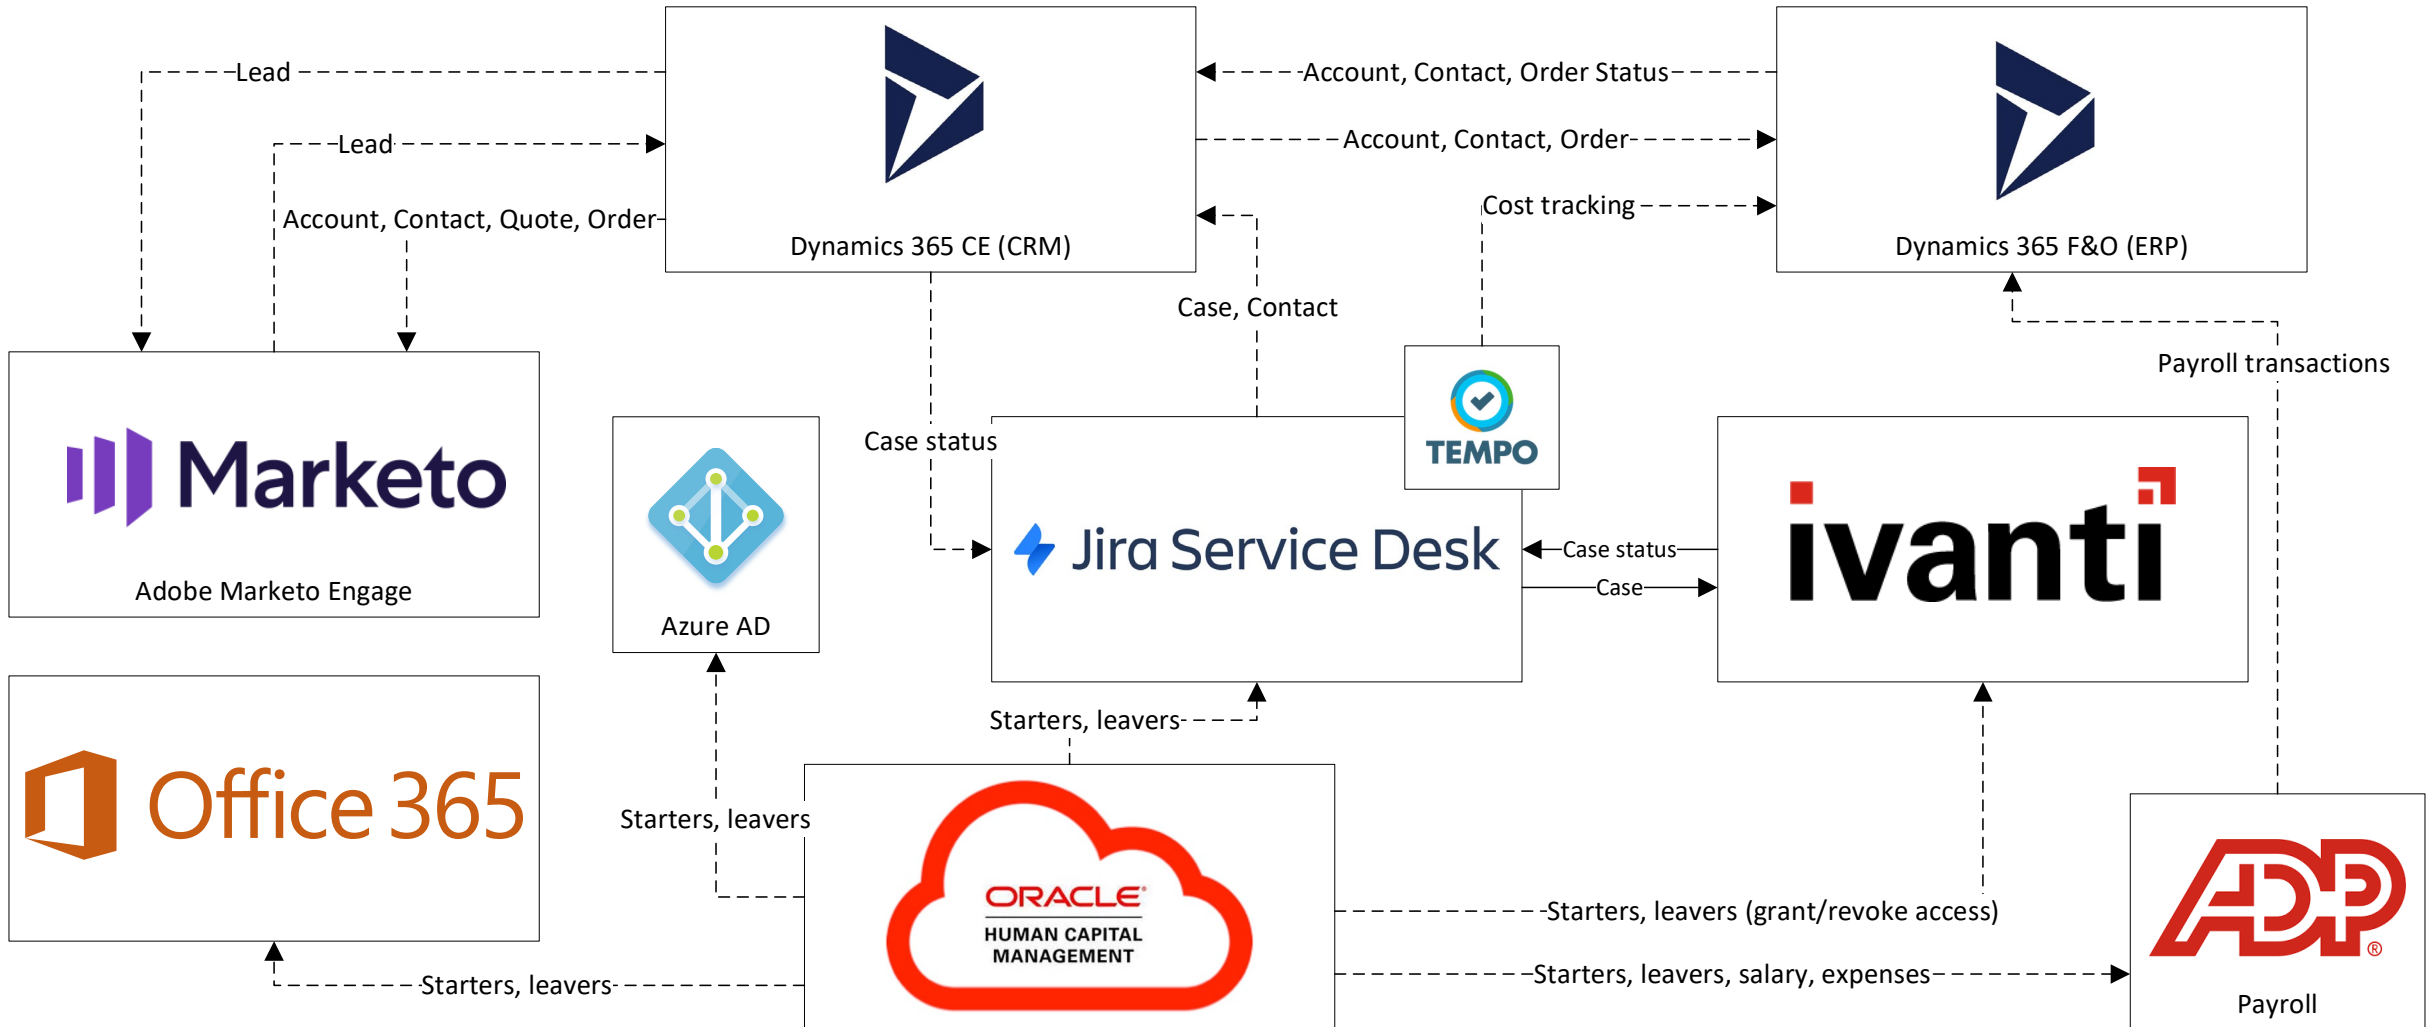 Lead
Account, Contact, Order Status
Lead
Account, Contact, Order
Account, Contact, Quote, Order
Cost tracking
Dynamics 365 CE (CRM)
Dynamics 365 F&O (ERP)
Case, Contact
Payroll transactions
Case status
TEMPO
Marketo
Adobe Marketo Engage
Azure AD
Jira Service Desk
Case status
Case
ivanti
Starters, leavers
Office 365
Starters, leavers
ORACLE®
HUMAN CAPITAL
MANAGEMENT
Starters, leavers (grant/revoke access)
Starters, leavers
Starters, leavers, salary, expenses
ADP®
Payroll